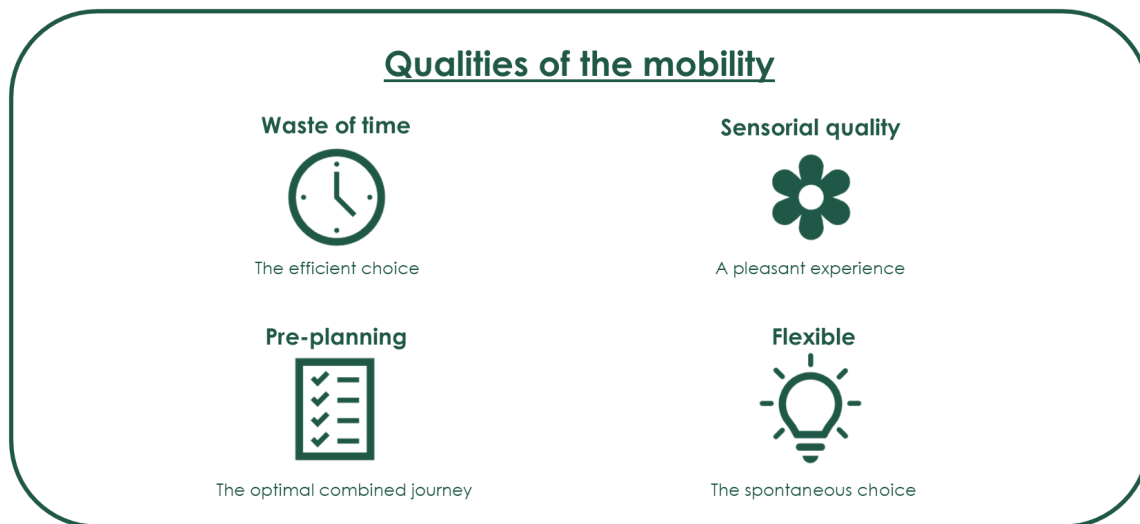 Qualities of the mobility
Waste of time
Sensorial quality
The efficient choice
A pleasant experience
Pre-planning
Flexible
The optimal combined journey
The spontaneous choice